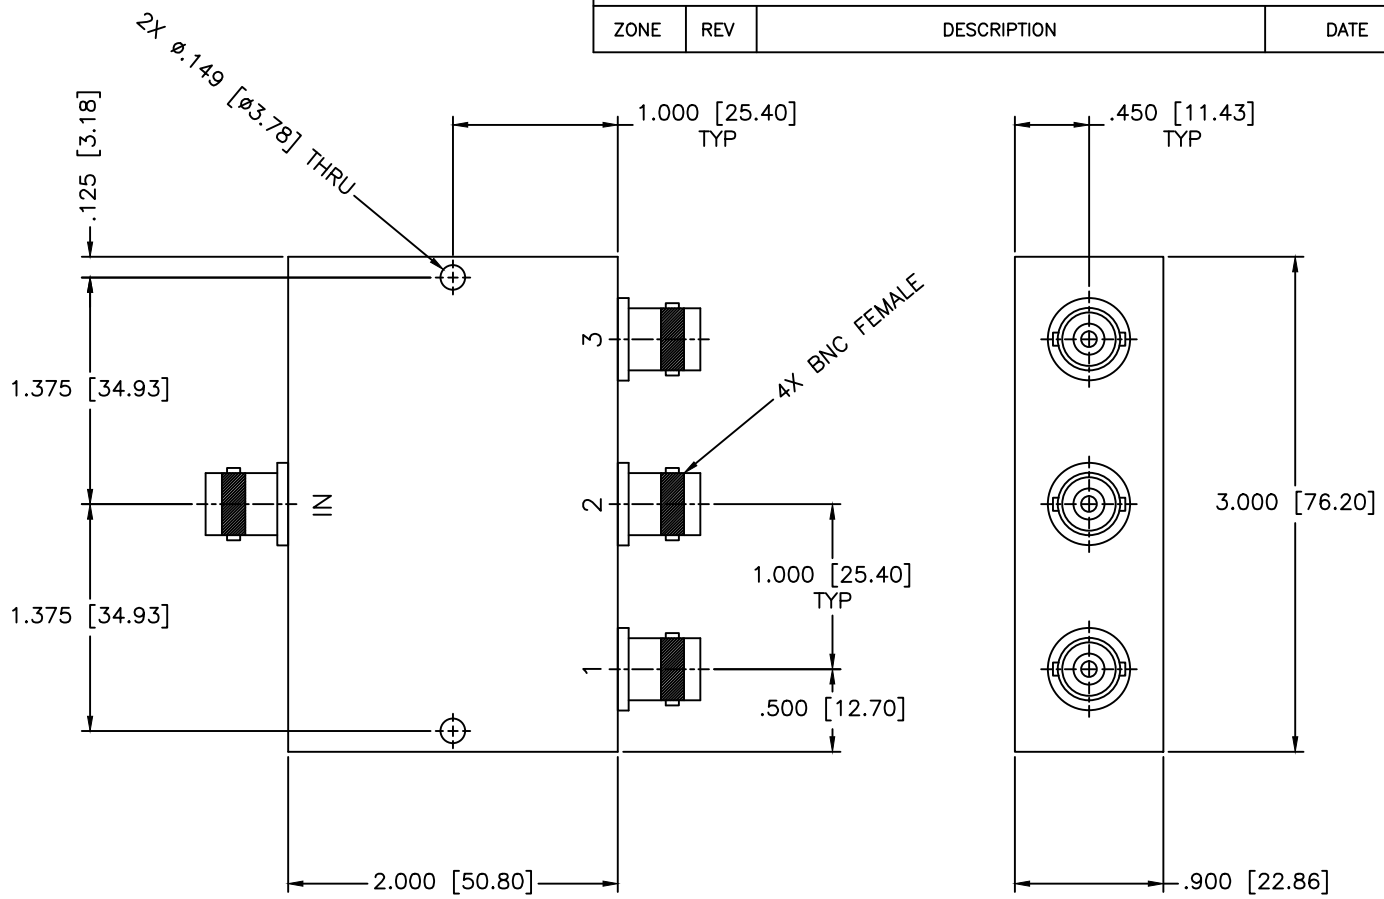 ZONE REV DESCRIPTION DATE
2X ø.149 [ø3.78] THRU
.125 [3.18]
1.000 [25.40]
TYP
.450 [11.43]
TYP
1.375 [34.93]
3
4X BNC FEMALE
IN
2
3.000 [76.20]
1.000 [25.40]
TYP
1.375 [34.93]
1
.500 [12.70]
2.000 [50.80]
.900 [22.86]